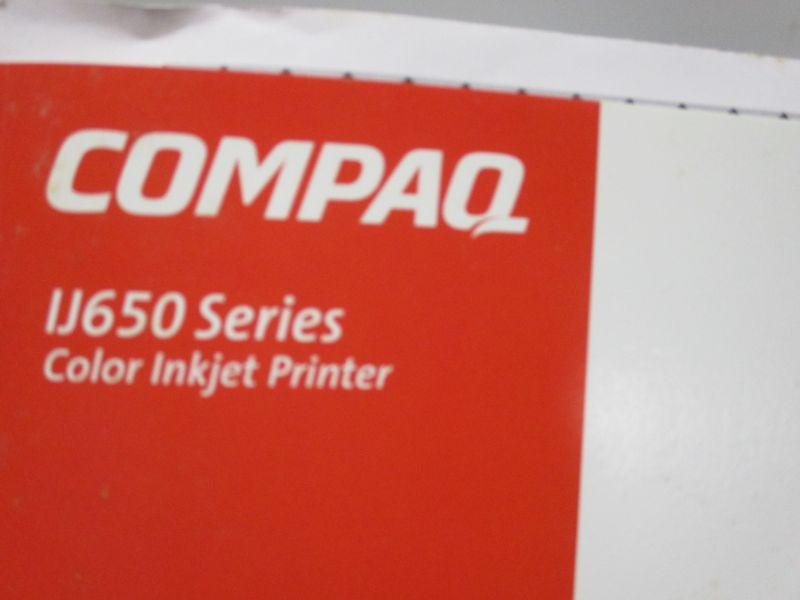 COMPAQ
IJ650 Series
Color Inkjet Printer